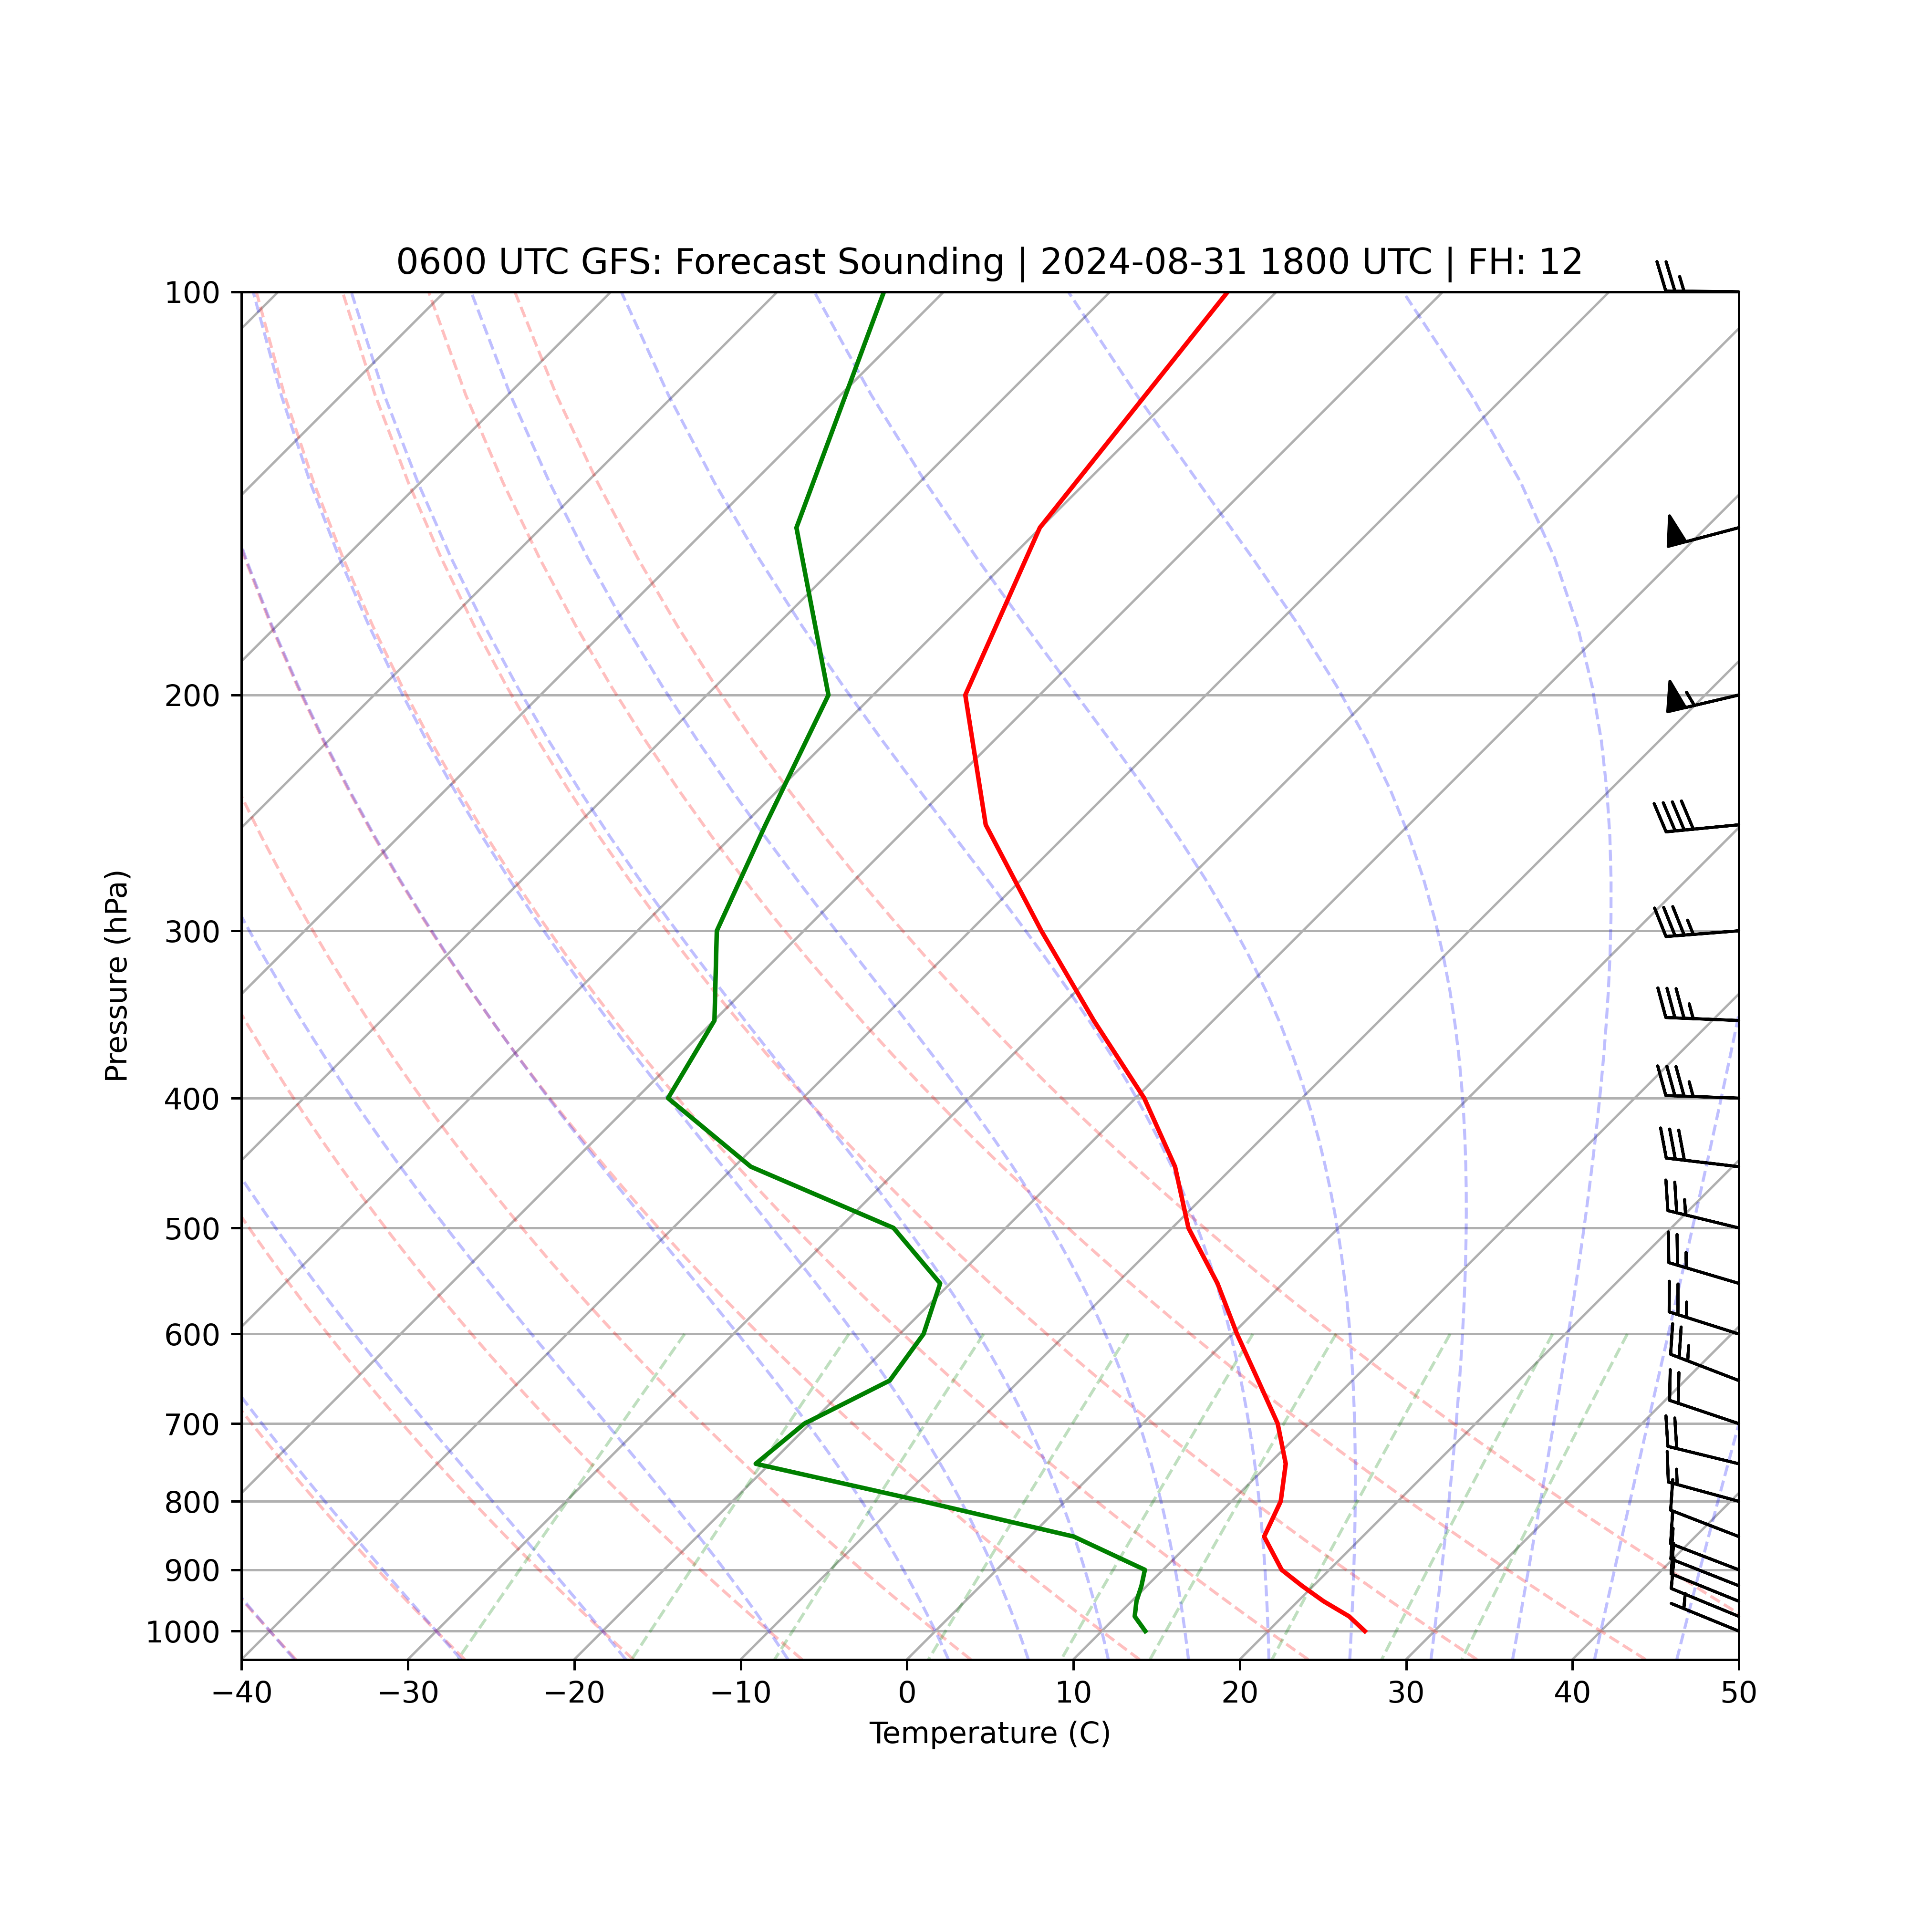 0600 UTC GFS: Forecast Sounding | 2024-08-31 1800 UTC | FH: 12
100
200
300
400
500
600
700
800
900
1000
Pressure (hPa)
−40 −30 −20 −10 0 10 20 30 40 50
Temperature (C)